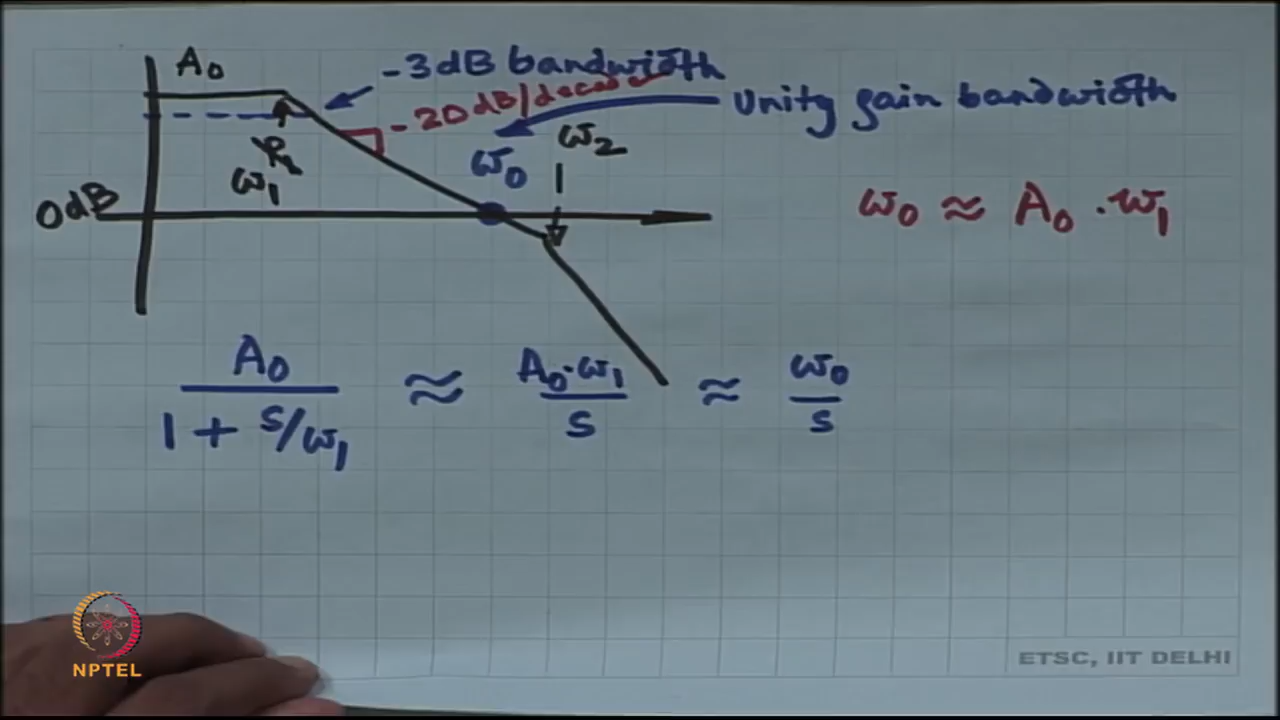 A₀
-3dB bandwidth
-20dB/decade
Unity gain bandwidth
ω₀
ω₂
ω₁
0dB
ω₀ ≈ A₀ · ω₁
A₀ / (1 + s/ω₁) ≈ A₀·ω₁ / s ≈ ω₀ / s
NPTEL
ETSC, IIT DELHI